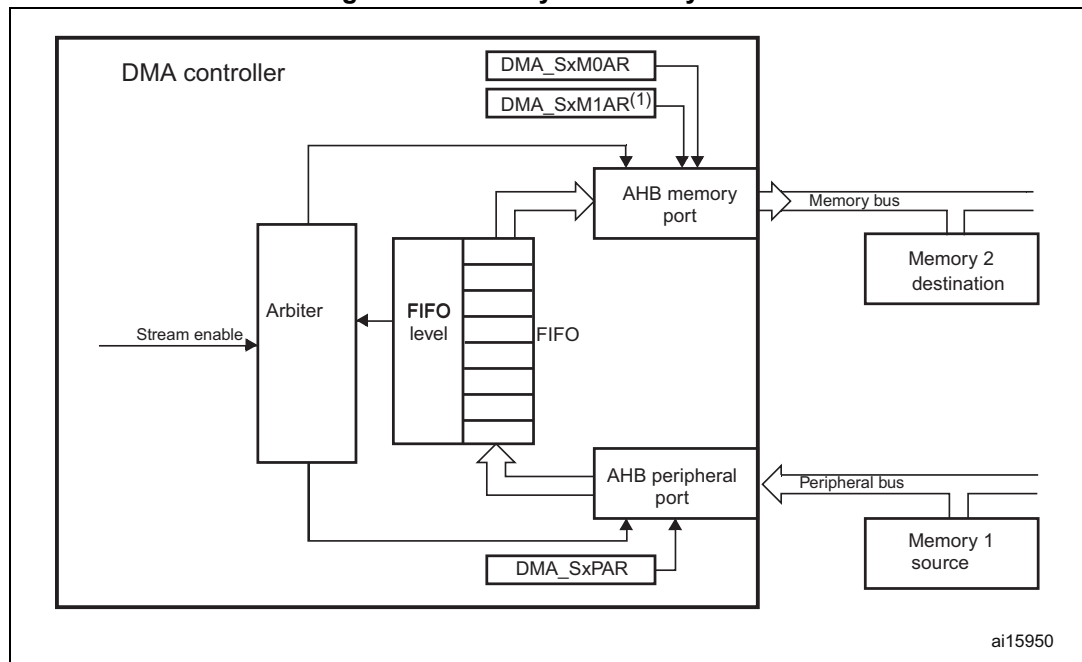 DMA controller
DMA_SxM0AR
DMA_SxM1AR(1)
AHB memory
port
Memory bus
Memory 2
destination
Arbiter
FIFO
level
FIFO
Stream enable
AHB peripheral
port
Peripheral bus
DMA_SxPAR
Memory 1
source
ai15950